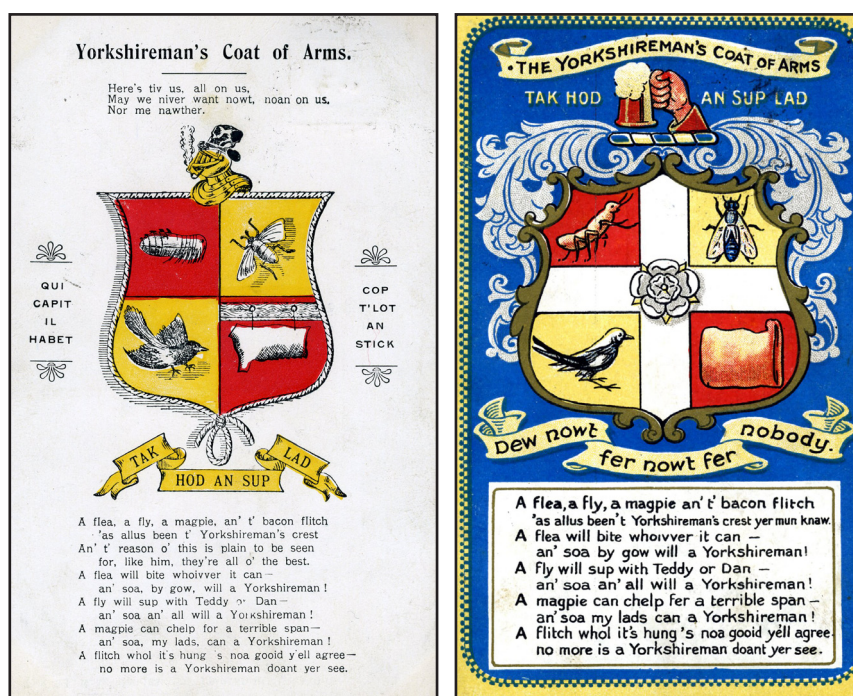 Yorkshireman's Coat of Arms.
Here's tiv us, all on us,
May we niver want nowt, noan on us,
Nor me nawther.
QUI
CAPIT
IL
HABET
COP
T'LOT
AN
STICK
TAK
HOD AN SUP
LAD
A flea, a fly, a magpie, an' t' bacon flitch
'as allus been t' Yorkshireman's crest
An' t' reason o' this is plain to be seen
for, like him, they're all o' the best.
A flea will bite whoivver it can—
an' soa, by gow, will a Yorkshireman!
A fly will sup with Teddy or Dan—
an' soa an' all will a Yorkshireman!
A magpie can chelp for a terrible span—
an' soa, my lads, can a Yorkshireman!
A flitch whol it's hung 's noa gooid y'ell agree—
no more is a Yorkshireman doant yer see.
• THE YORKSHIREMAN'S COAT OF ARMS
TAK HOD AN SUP LAD
Dew nowt
fer nowt fer
nobody.
A flea, a fly, a magpie an' t' bacon flitch
'as allus been't Yorkshireman's crest yer mun knaw.
A flea will bite whoivver it can —
an' soa by gow will a Yorkshireman!
A fly will sup with Teddy or Dan —
an' soa an' all will a Yorkshireman!
A magpie can chelp fer a terrible span —
an' soa my lads can a Yorkshireman!
A flitch whol it's hung 's noa gooid yèll agree.
no more is a Yorkshireman doant yer see.